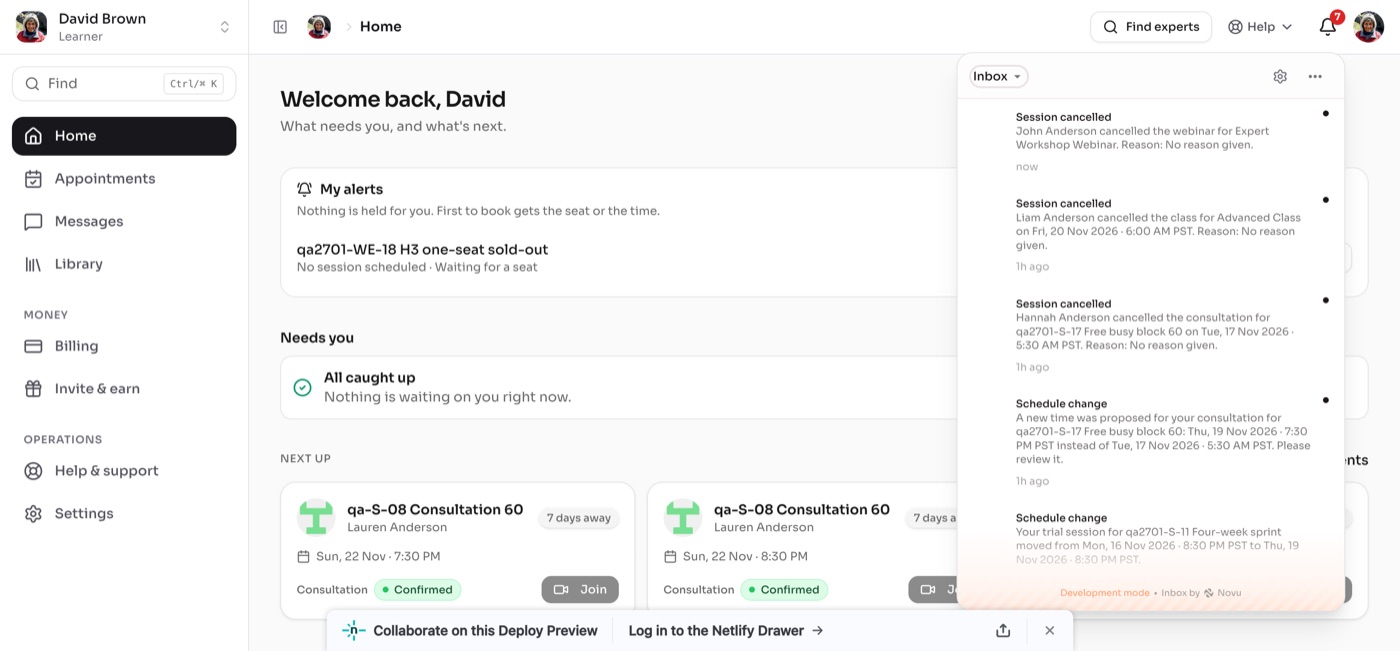 David Brown
Learner
Home
Find experts
Help
7
Find
Ctrl/⌘ K
Home
Appointments
Messages
Library
MONEY
Billing
Invite & earn
OPERATIONS
Help & support
Settings
Welcome back, David
What needs you, and what's next.
My alerts
Nothing is held for you. First to book gets the seat or the time.
qa2701-WE-18 H3 one-seat sold-out
No session scheduled · Waiting for a seat
Needs you
All caught up
Nothing is waiting on you right now.
NEXT UP
qa-S-08 Consultation 60
Lauren Anderson
7 days away
Sun, 22 Nov · 7:30 PM
Consultation
Confirmed
Join
qa-S-08 Consultation 60
Lauren Anderson
7 days a
Sun, 22 Nov · 8:30 PM
Consultation
Confirmed
Inbox
Session cancelled
John Anderson cancelled the webinar for Expert
Workshop Webinar. Reason: No reason given.
now
Session cancelled
Liam Anderson cancelled the class for Advanced Class
on Fri, 20 Nov 2026 · 6:00 AM PST. Reason: No reason
given.
1h ago
Session cancelled
Hannah Anderson cancelled the consultation for
qa2701-S-17 Free busy block 60 on Tue, 17 Nov 2026 ·
5:30 AM PST. Reason: No reason given.
1h ago
Schedule change
A new time was proposed for your consultation for
qa2701-S-17 Free busy block 60: Thu, 19 Nov 2026 · 7:30
PM PST instead of Tue, 17 Nov 2026 · 5:30 AM PST. Please
review it.
1h ago
Schedule change
Your trial session for qa2701-S-11 Four-week sprint
moved from Mon, 16 Nov 2026 · 8:30 PM PST to Thu, 19
Nov 2026 · 8:30 PM PST.
Development mode • Inbox by Novu
nts
Collaborate on this Deploy Preview
Log in to the Netlify Drawer →